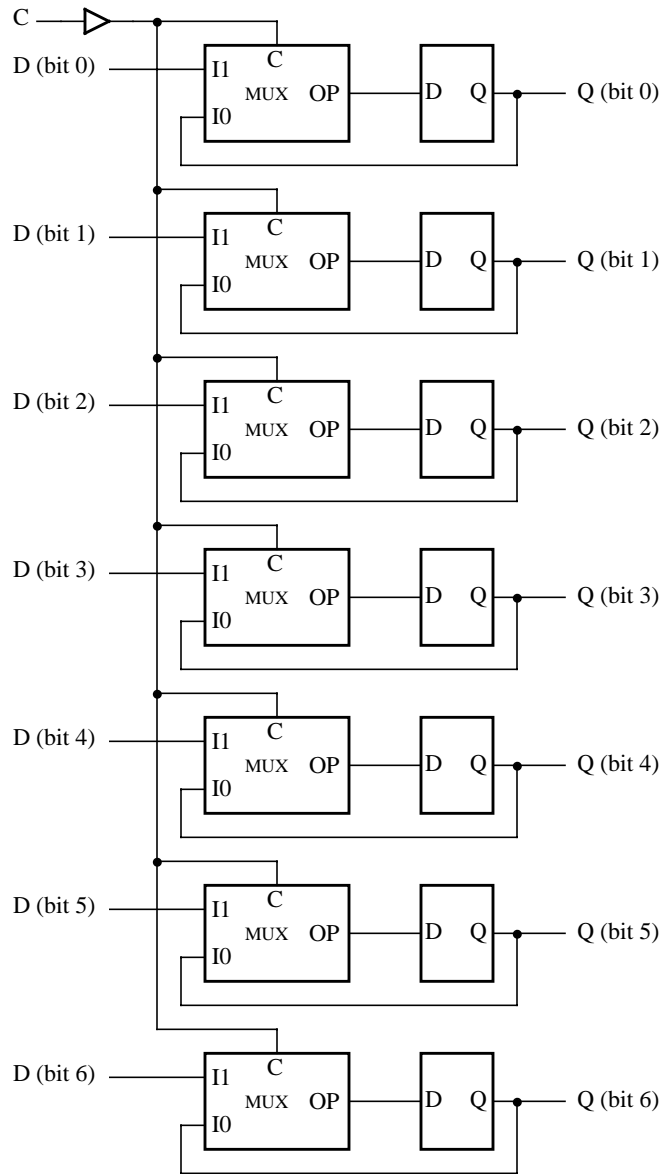 C
D (bit 0) I1 C MUX OP I0 D Q Q (bit 0)
D (bit 1) I1 C MUX OP I0 D Q Q (bit 1)
D (bit 2) I1 C MUX OP I0 D Q Q (bit 2)
D (bit 3) I1 C MUX OP I0 D Q Q (bit 3)
D (bit 4) I1 C MUX OP I0 D Q Q (bit 4)
D (bit 5) I1 C MUX OP I0 D Q Q (bit 5)
D (bit 6) I1 C MUX OP I0 D Q Q (bit 6)